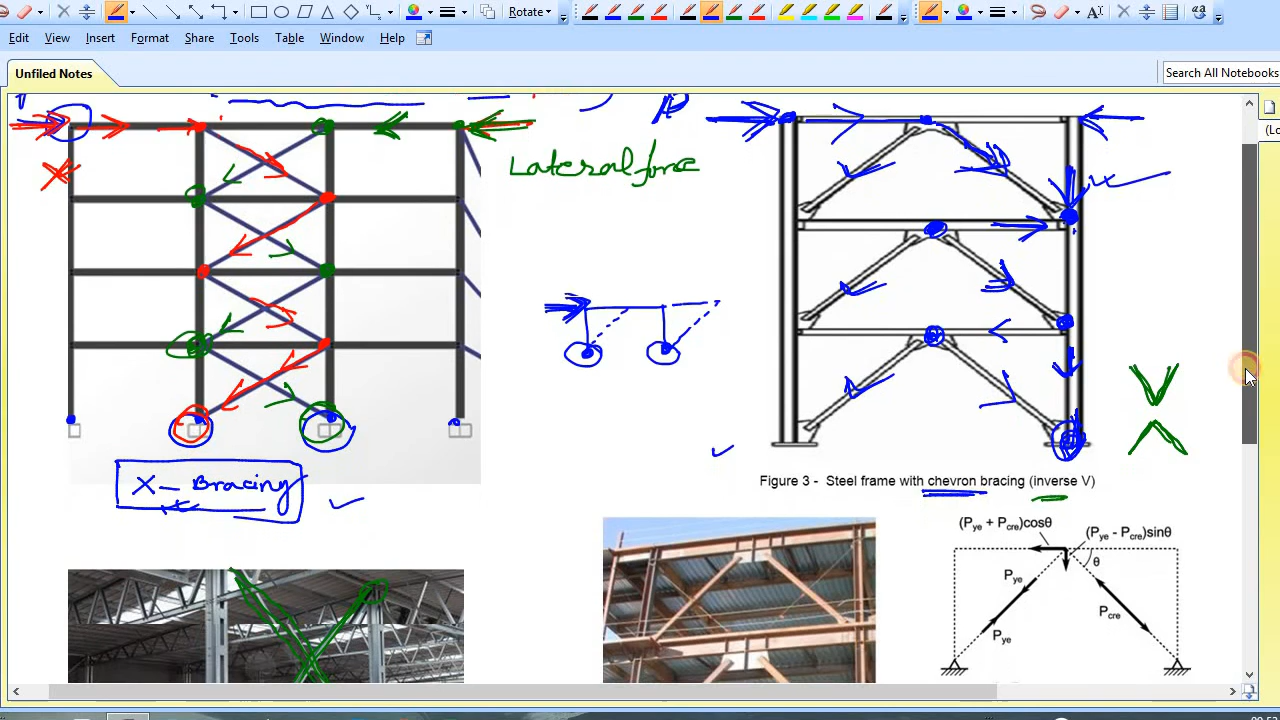 Rotate
Edit View Insert Format Share Tools Table Window Help
Unfiled Notes
Search All Notebooks
P
Lateral force
X - Bracing
Figure 3 - Steel frame with chevron bracing (inverse V)
(Pye + Pcre)cosθ
(Pye - Pcre)sinθ
θ
Pye
Pcre
Pye